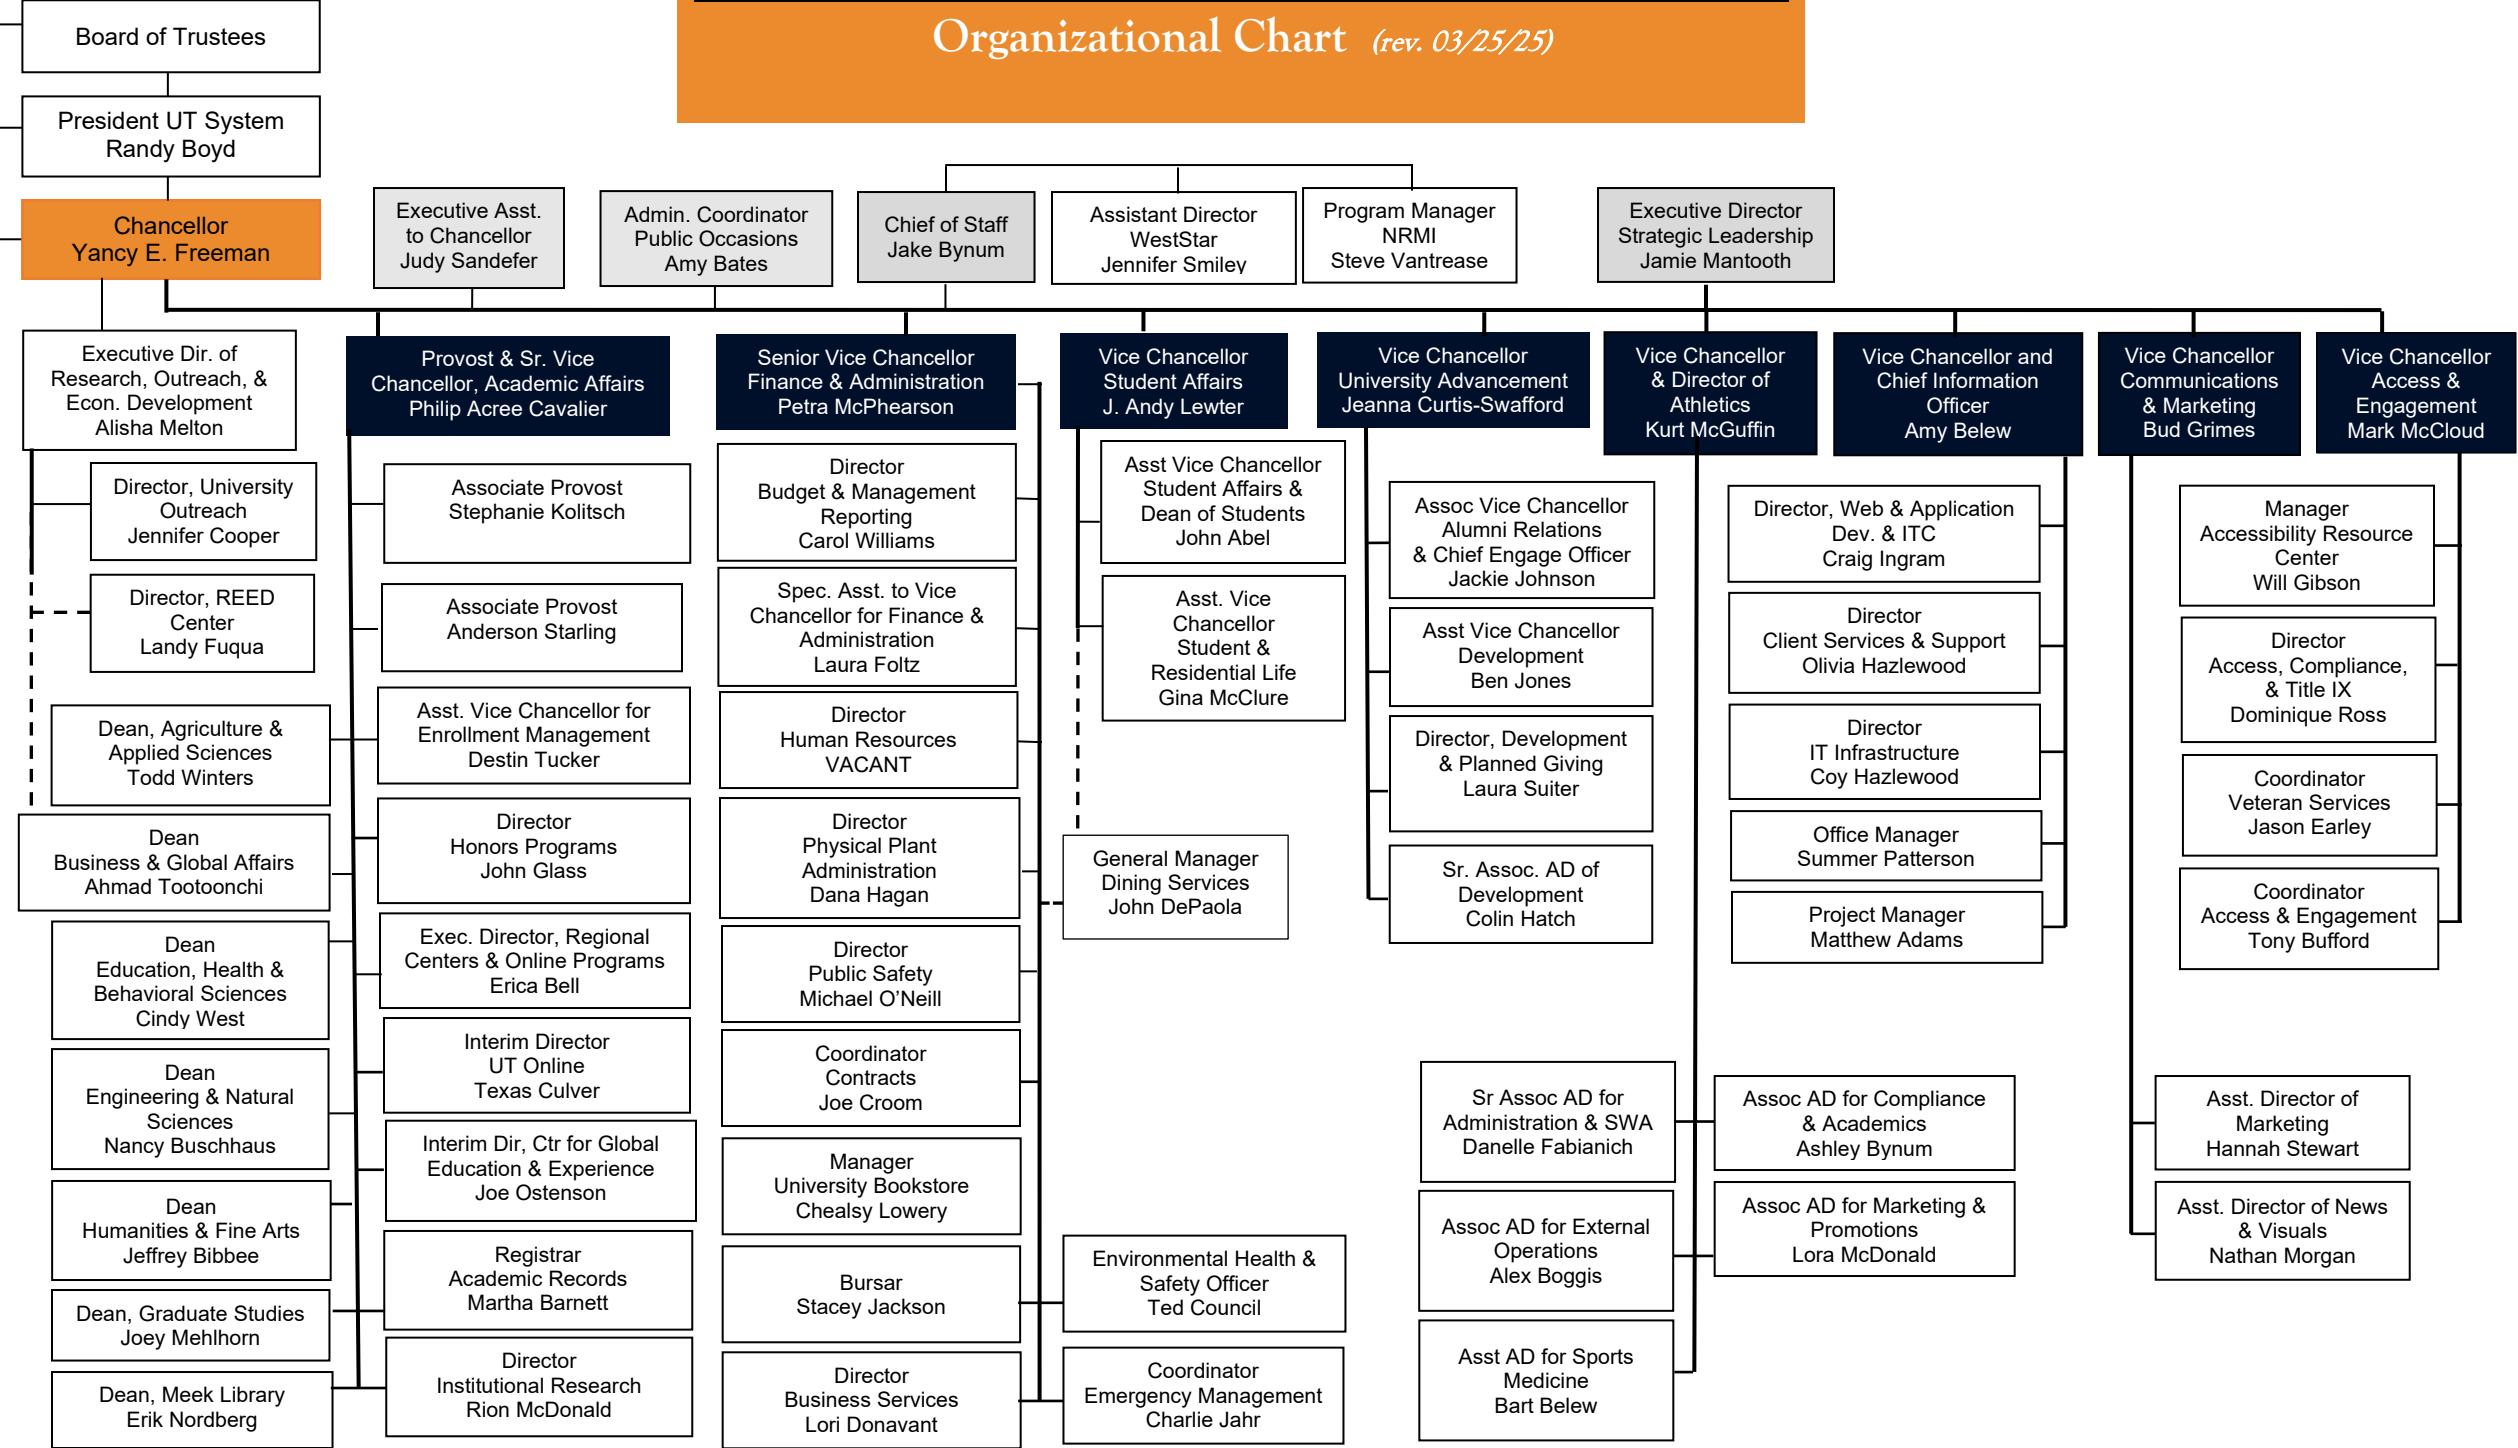 Organizational Chart (rev. 03/25/25)
Board of Trustees
President UT System
Randy Boyd
Chancellor
Yancy E. Freeman
Executive Asst.
to Chancellor
Judy Sandefer
Admin. Coordinator
Public Occasions
Amy Bates
Chief of Staff
Jake Bynum
Assistant Director
WestStar
Jennifer Smiley
Program Manager
NRMI
Steve Vantrease
Executive Director
Strategic Leadership
Jamie Mantooth
Executive Dir. of
Research, Outreach, &
Econ. Development
Alisha Melton
Director, University
Outreach
Jennifer Cooper
Director, REED
Center
Landy Fuqua
Provost & Sr. Vice
Chancellor, Academic Affairs
Philip Acree Cavalier
Dean, Agriculture &
Applied Sciences
Todd Winters
Dean
Business & Global Affairs
Ahmad Tootoonchi
Dean
Education, Health &
Behavioral Sciences
Cindy West
Dean
Engineering & Natural
Sciences
Nancy Buschhaus
Dean
Humanities & Fine Arts
Jeffrey Bibbee
Dean, Graduate Studies
Joey Mehlhorn
Dean, Meek Library
Erik Nordberg
Associate Provost
Stephanie Kolitsch
Associate Provost
Anderson Starling
Asst. Vice Chancellor for
Enrollment Management
Destin Tucker
Director
Honors Programs
John Glass
Exec. Director, Regional
Centers & Online Programs
Erica Bell
Interim Director
UT Online
Texas Culver
Interim Dir, Ctr for Global
Education & Experience
Joe Ostenson
Registrar
Academic Records
Martha Barnett
Director
Institutional Research
Rion McDonald
Senior Vice Chancellor
Finance & Administration
Petra McPhearson
Director
Budget & Management
Reporting
Carol Williams
Spec. Asst. to Vice
Chancellor for Finance &
Administration
Laura Foltz
Director
Human Resources
VACANT
Director
Physical Plant
Administration
Dana Hagan
Director
Public Safety
Michael O’Neill
Coordinator
Contracts
Joe Croom
Manager
University Bookstore
Chealsy Lowery
Bursar
Stacey Jackson
Director
Business Services
Lori Donavant
Vice Chancellor
Student Affairs
J. Andy Lewter
Asst Vice Chancellor
Student Affairs &
Dean of Students
John Abel
Asst. Vice
Chancellor
Student &
Residential Life
Gina McClure
General Manager
Dining Services
John DePaola
Environmental Health &
Safety Officer
Ted Council
Coordinator
Emergency Management
Charlie Jahr
Vice Chancellor
University Advancement
Jeanna Curtis-Swafford
Assoc Vice Chancellor
Alumni Relations
& Chief Engage Officer
Jackie Johnson
Asst Vice Chancellor
Development
Ben Jones
Director, Development
& Planned Giving
Laura Suiter
Sr. Assoc. AD of
Development
Colin Hatch
Vice Chancellor
& Director of
Athletics
Kurt McGuffin
Sr Assoc AD for
Administration & SWA
Danelle Fabianich
Assoc AD for External
Operations
Alex Boggis
Asst AD for Sports
Medicine
Bart Belew
Assoc AD for Compliance
& Academics
Ashley Bynum
Assoc AD for Marketing &
Promotions
Lora McDonald
Vice Chancellor and
Chief Information
Officer
Amy Belew
Director, Web & Application
Dev. & ITC
Craig Ingram
Director
Client Services & Support
Olivia Hazlewood
Director
IT Infrastructure
Coy Hazlewood
Office Manager
Summer Patterson
Project Manager
Matthew Adams
Vice Chancellor
Communications
& Marketing
Bud Grimes
Asst. Director of
Marketing
Hannah Stewart
Asst. Director of News
& Visuals
Nathan Morgan
Vice Chancellor
Access &
Engagement
Mark McCloud
Manager
Accessibility Resource
Center
Will Gibson
Director
Access, Compliance,
& Title IX
Dominique Ross
Coordinator
Veteran Services
Jason Earley
Coordinator
Access & Engagement
Tony Bufford